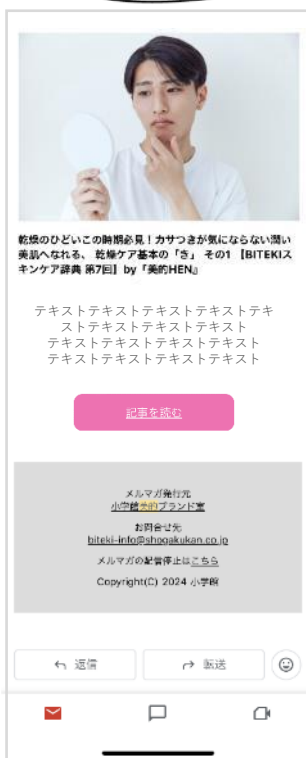 乾燥のひどいこの時期必見！カサつきが気にならない潤い
美肌へなれる、 乾燥ケア基本の「き」 その1 【BITEKIス
キンケア辞典 第7回】by『美的HEN』
テキストテキストテキストテキストテキ
ストテキストテキストテキスト
テキストテキストテキストテキスト
テキストテキストテキストテキスト
記事を読む
メルマガ発行元
小学館美的ブランド室
お問合せ先
biteki-info@shogakukan.co.jp
メルマガの配信停止はこちら
Copyright(C) 2024 小学館
返信
転送